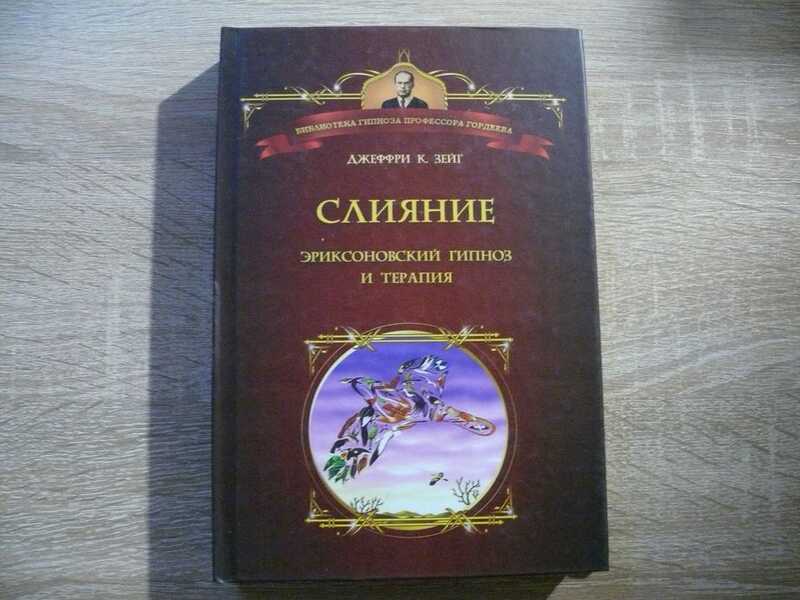 БИБЛИОТЕКА ГИПНОЗА ПРОФЕССОРА ГОРДЕЕВА
ДЖЕФФРИ К. ЗЕЙГ
СЛИЯНИЕ
ЭРИКСОНОВСКИЙ ГИПНОЗ
И ТЕРАПИЯ